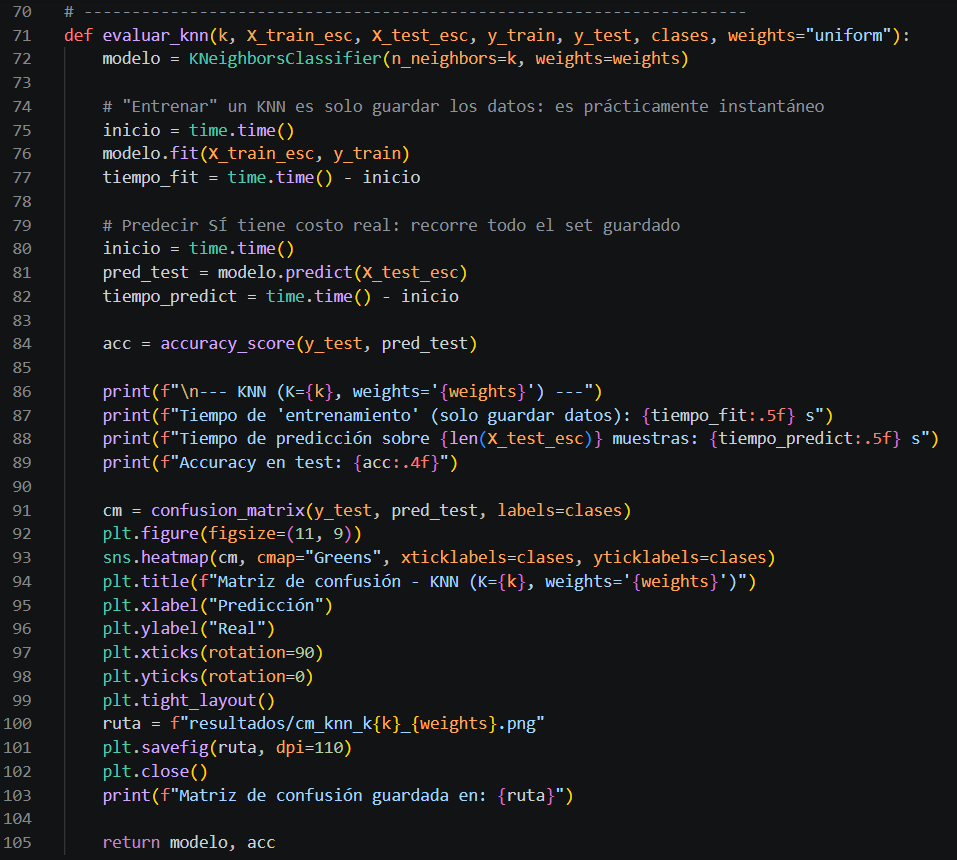 70 # ---------------------------------------------------------------------
71 def evaluar_knn(k, X_train_esc, X_test_esc, y_train, y_test, clases, weights="uniform"):
72     modelo = KNeighborsClassifier(n_neighbors=k, weights=weights)
73
74     # "Entrenar" un KNN es solo guardar los datos: es prácticamente instantáneo
75     inicio = time.time()
76     modelo.fit(X_train_esc, y_train)
77     tiempo_fit = time.time() - inicio
78
79     # Predecir SÍ tiene costo real: recorre todo el set guardado
80     inicio = time.time()
81     pred_test = modelo.predict(X_test_esc)
82     tiempo_predict = time.time() - inicio
83
84     acc = accuracy_score(y_test, pred_test)
85
86     print(f"\n--- KNN (K={k}, weights='{weights}') ---")
87     print(f"Tiempo de 'entrenamiento' (solo guardar datos): {tiempo_fit:.5f} s")
88     print(f"Tiempo de predicción sobre {len(X_test_esc)} muestras: {tiempo_predict:.5f} s")
89     print(f"Accuracy en test: {acc:.4f}")
90
91     cm = confusion_matrix(y_test, pred_test, labels=clases)
92     plt.figure(figsize=(11, 9))
93     sns.heatmap(cm, cmap="Greens", xticklabels=clases, yticklabels=clases)
94     plt.title(f"Matriz de confusión - KNN (K={k}, weights='{weights}')")
95     plt.xlabel("Predicción")
96     plt.ylabel("Real")
97     plt.xticks(rotation=90)
98     plt.yticks(rotation=0)
99     plt.tight_layout()
100     ruta = f"resultados/cm_knn_k{k}_{weights}.png"
101     plt.savefig(ruta, dpi=110)
102     plt.close()
103     print(f"Matriz de confusión guardada en: {ruta}")
104
105     return modelo, acc